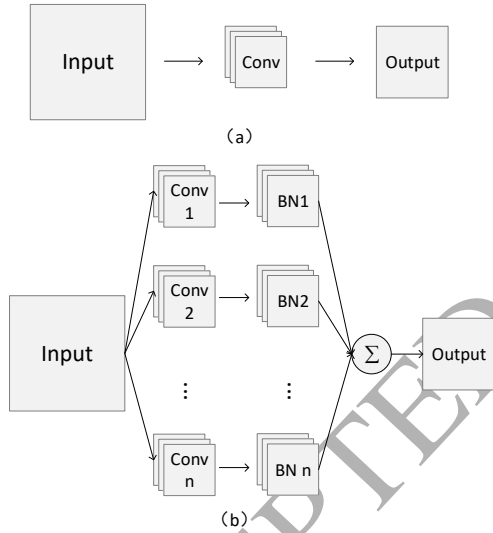 Input
Conv
Output
(a)
Conv
1
BN1
Conv
2
BN2
Input
Σ
Output
⋮
⋮
Conv
n
BN n
(b)